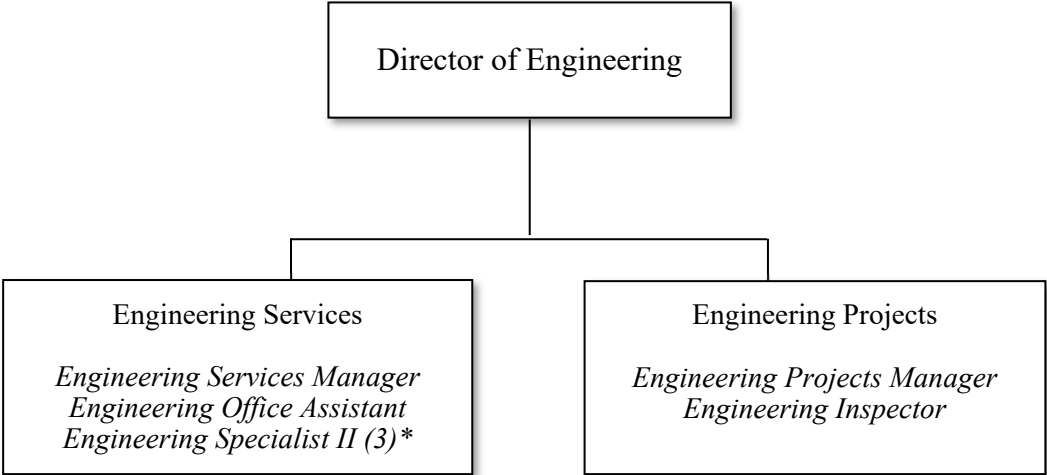 Director of Engineering
Engineering Services
Engineering Services Manager
Engineering Office Assistant
Engineering Specialist II (3)*
Engineering Projects
Engineering Projects Manager
Engineering Inspector